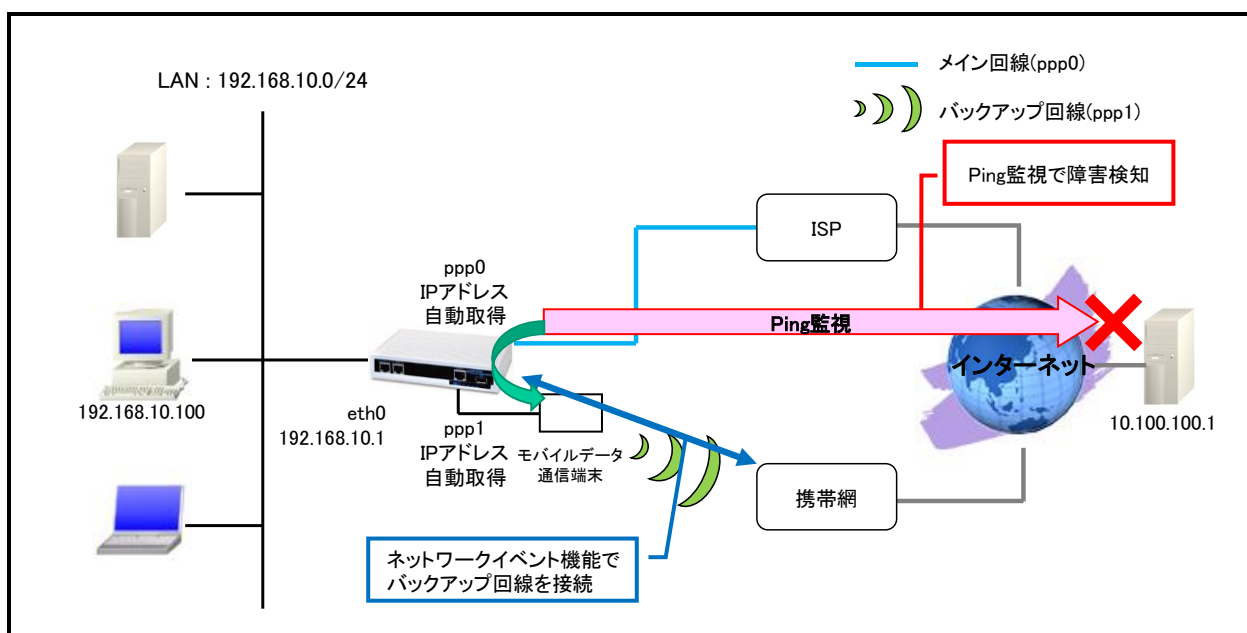 メイン回線(ppp0)
LAN : 192.168.10.0/24
バックアップ回線(ppp1)
Ping監視で障害検知
ISP
ppp0
IPアドレス
自動取得
Ping監視
インターネット
192.168.10.100
eth0
192.168.10.1
ppp1
IPアドレス
自動取得
モバイルデータ
通信端末
10.100.100.1
携帯網
ネットワークイベント機能で
バックアップ回線を接続